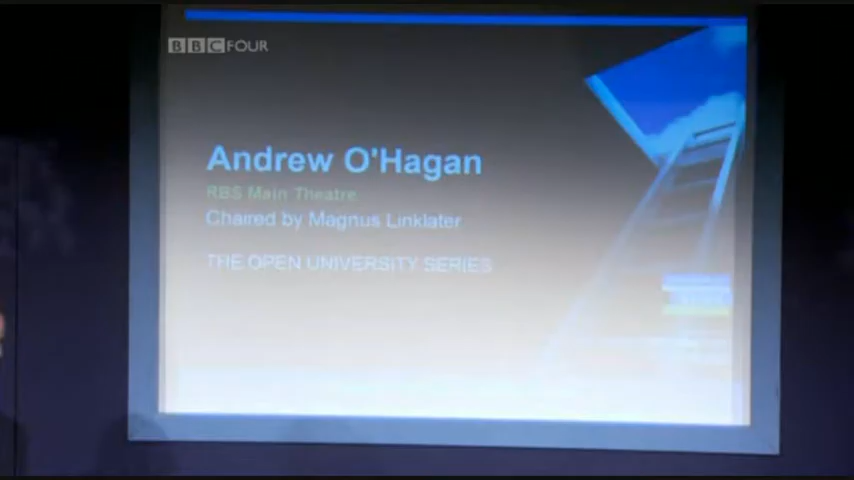 BBC FOUR
Andrew O'Hagan
RBS Main Theatre
Chaired by Magnus Linklater
THE OPEN UNIVERSITY SERIES